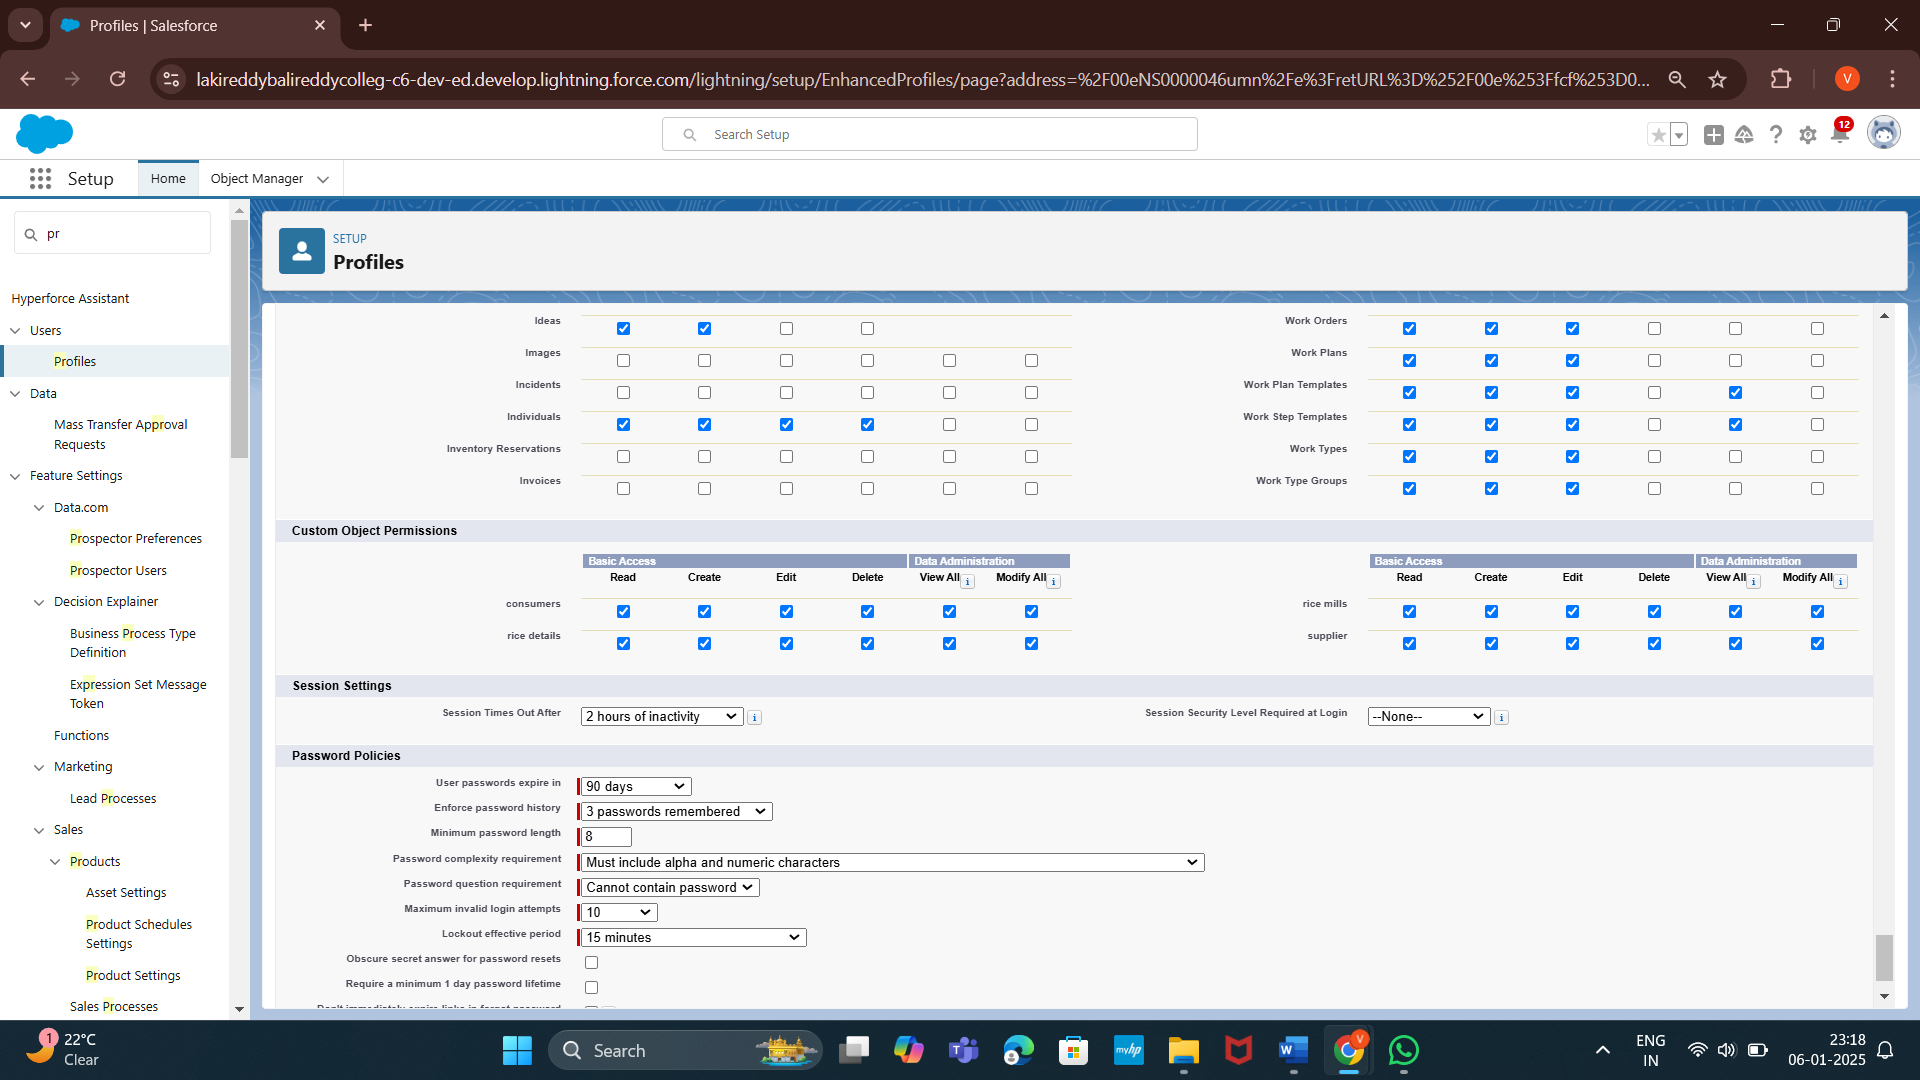 Profiles | Salesforce
lakireddybalireddycolleg-c6-dev-ed.develop.lightning.force.com/lightning/setup/EnhancedProfiles/page?address=%2F00eNS0000046umn%2Fe%3FretURL%3D%252F00e%253Ffcf%253D0...
V
Search Setup
12
Setup
Home
Object Manager
pr
Hyperforce Assistant
Users
Profiles
Data
Mass Transfer Approval
Requests
Feature Settings
Data.com
Prospector Preferences
Prospector Users
Decision Explainer
Business Process Type
Definition
Expression Set Message
Token
Functions
Marketing
Lead Processes
Sales
Products
Asset Settings
Product Schedules
Settings
Product Settings
Sales Processes
SETUP
Profiles
Ideas
Work Orders
Images
Work Plans
Incidents
Work Plan Templates
Individuals
Work Step Templates
Inventory Reservations
Work Types
Invoices
Work Type Groups
Custom Object Permissions
Basic Access Data Administration
Read Create Edit Delete View All i Modify All i
consumers
rice details
Basic Access Data Administration
Read Create Edit Delete View All i Modify All i
rice mills
supplier
Session Settings
Session Times Out After 2 hours of inactivity i
Session Security Level Required at Login --None-- i
Password Policies
User passwords expire in 90 days
Enforce password history 3 passwords remembered
Minimum password length 8
Password complexity requirement Must include alpha and numeric characters
Password question requirement Cannot contain password
Maximum invalid login attempts 10
Lockout effective period 15 minutes
Obscure secret answer for password resets
Require a minimum 1 day password lifetime
Don't immediately expire links in forgot password
1
22°C
Clear
Search
myhp
W
V
ENG
IN
23:18
06-01-2025